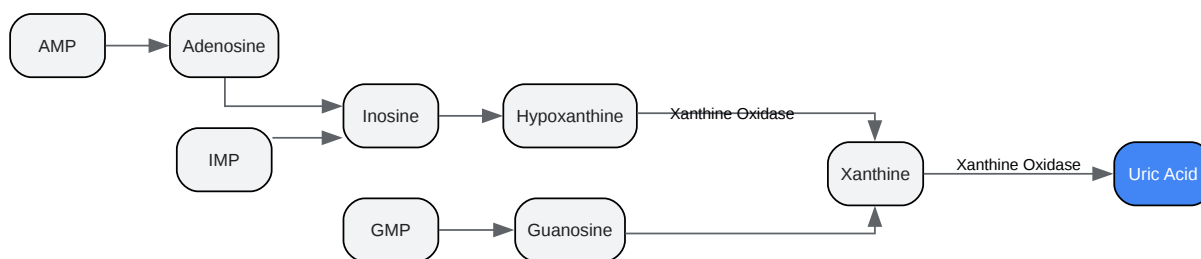 AMP
Adenosine
IMP
Inosine
Hypoxanthine
Xanthine Oxidase
GMP
Guanosine
Xanthine
Xanthine Oxidase
Uric Acid